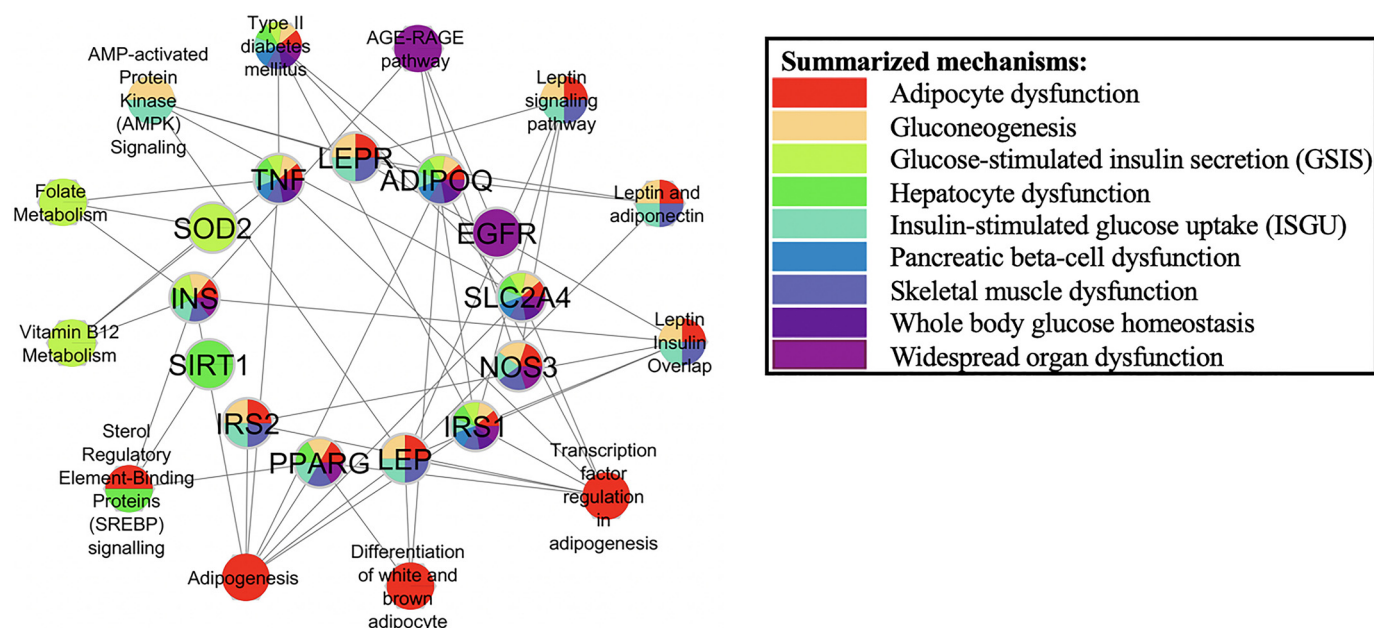 Type II
diabetes
mellitus
AGE-RAGE
pathway
AMP-activated
Protein
Kinase
(AMPK)
Signaling
Leptin
signaling
pathway
LEPR
TNF
ADIPOQ
Folate
Metabolism
Leptin and
adiponectin
SOD2
EGFR
INS
SLC2A4
Vitamin B12
Metabolism
Leptin
Insulin
Overlap
SIRT1
NOS3
IRS2
IRS1
Sterol
Regulatory
Element-Binding
Proteins
(SREBP)
signalling
PPARG
LEP
Transcription
factor
regulation
in
adipogenesis
Adipogenesis
Differentiation
of white and
brown
adipocyte
Summarized mechanisms:
Adipocyte dysfunction
Gluconeogenesis
Glucose-stimulated insulin secretion (GSIS)
Hepatocyte dysfunction
Insulin-stimulated glucose uptake (ISGU)
Pancreatic beta-cell dysfunction
Skeletal muscle dysfunction
Whole body glucose homeostasis
Widespread organ dysfunction